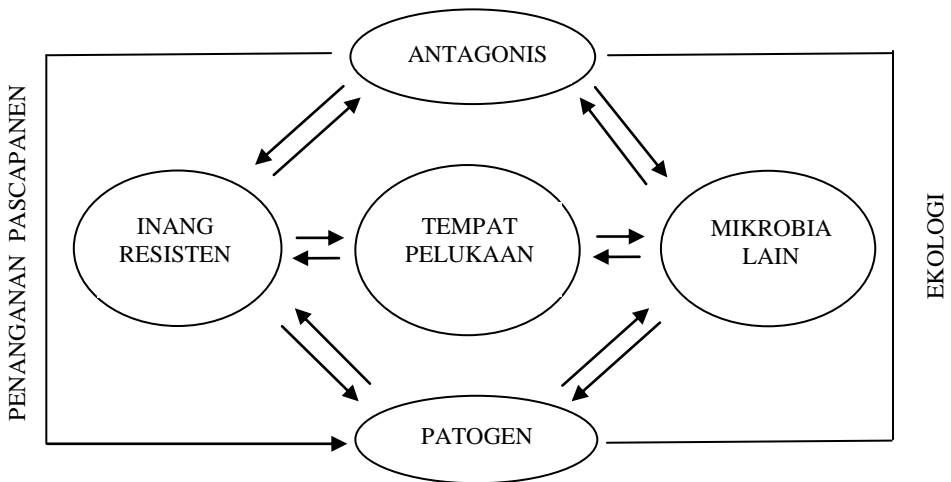 ANTAGONIS
PENANGANAN PASCAPANEN
INANG
RESISTEN
TEMPAT
PELUKAAN
MIKROBIA
LAIN
EKOLOGI
PATOGEN